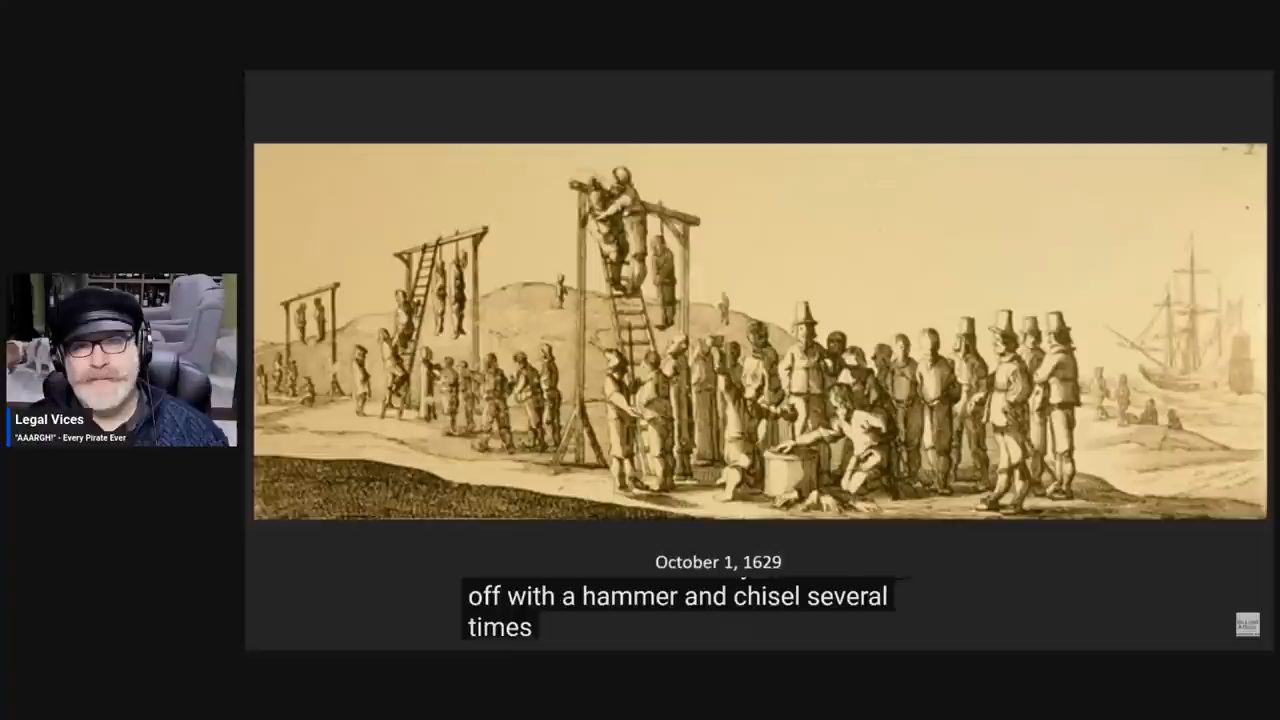 Legal Vices
"AAARGH!" - Every Pirate Ever
October 1, 1629
off with a hammer and chisel several
times